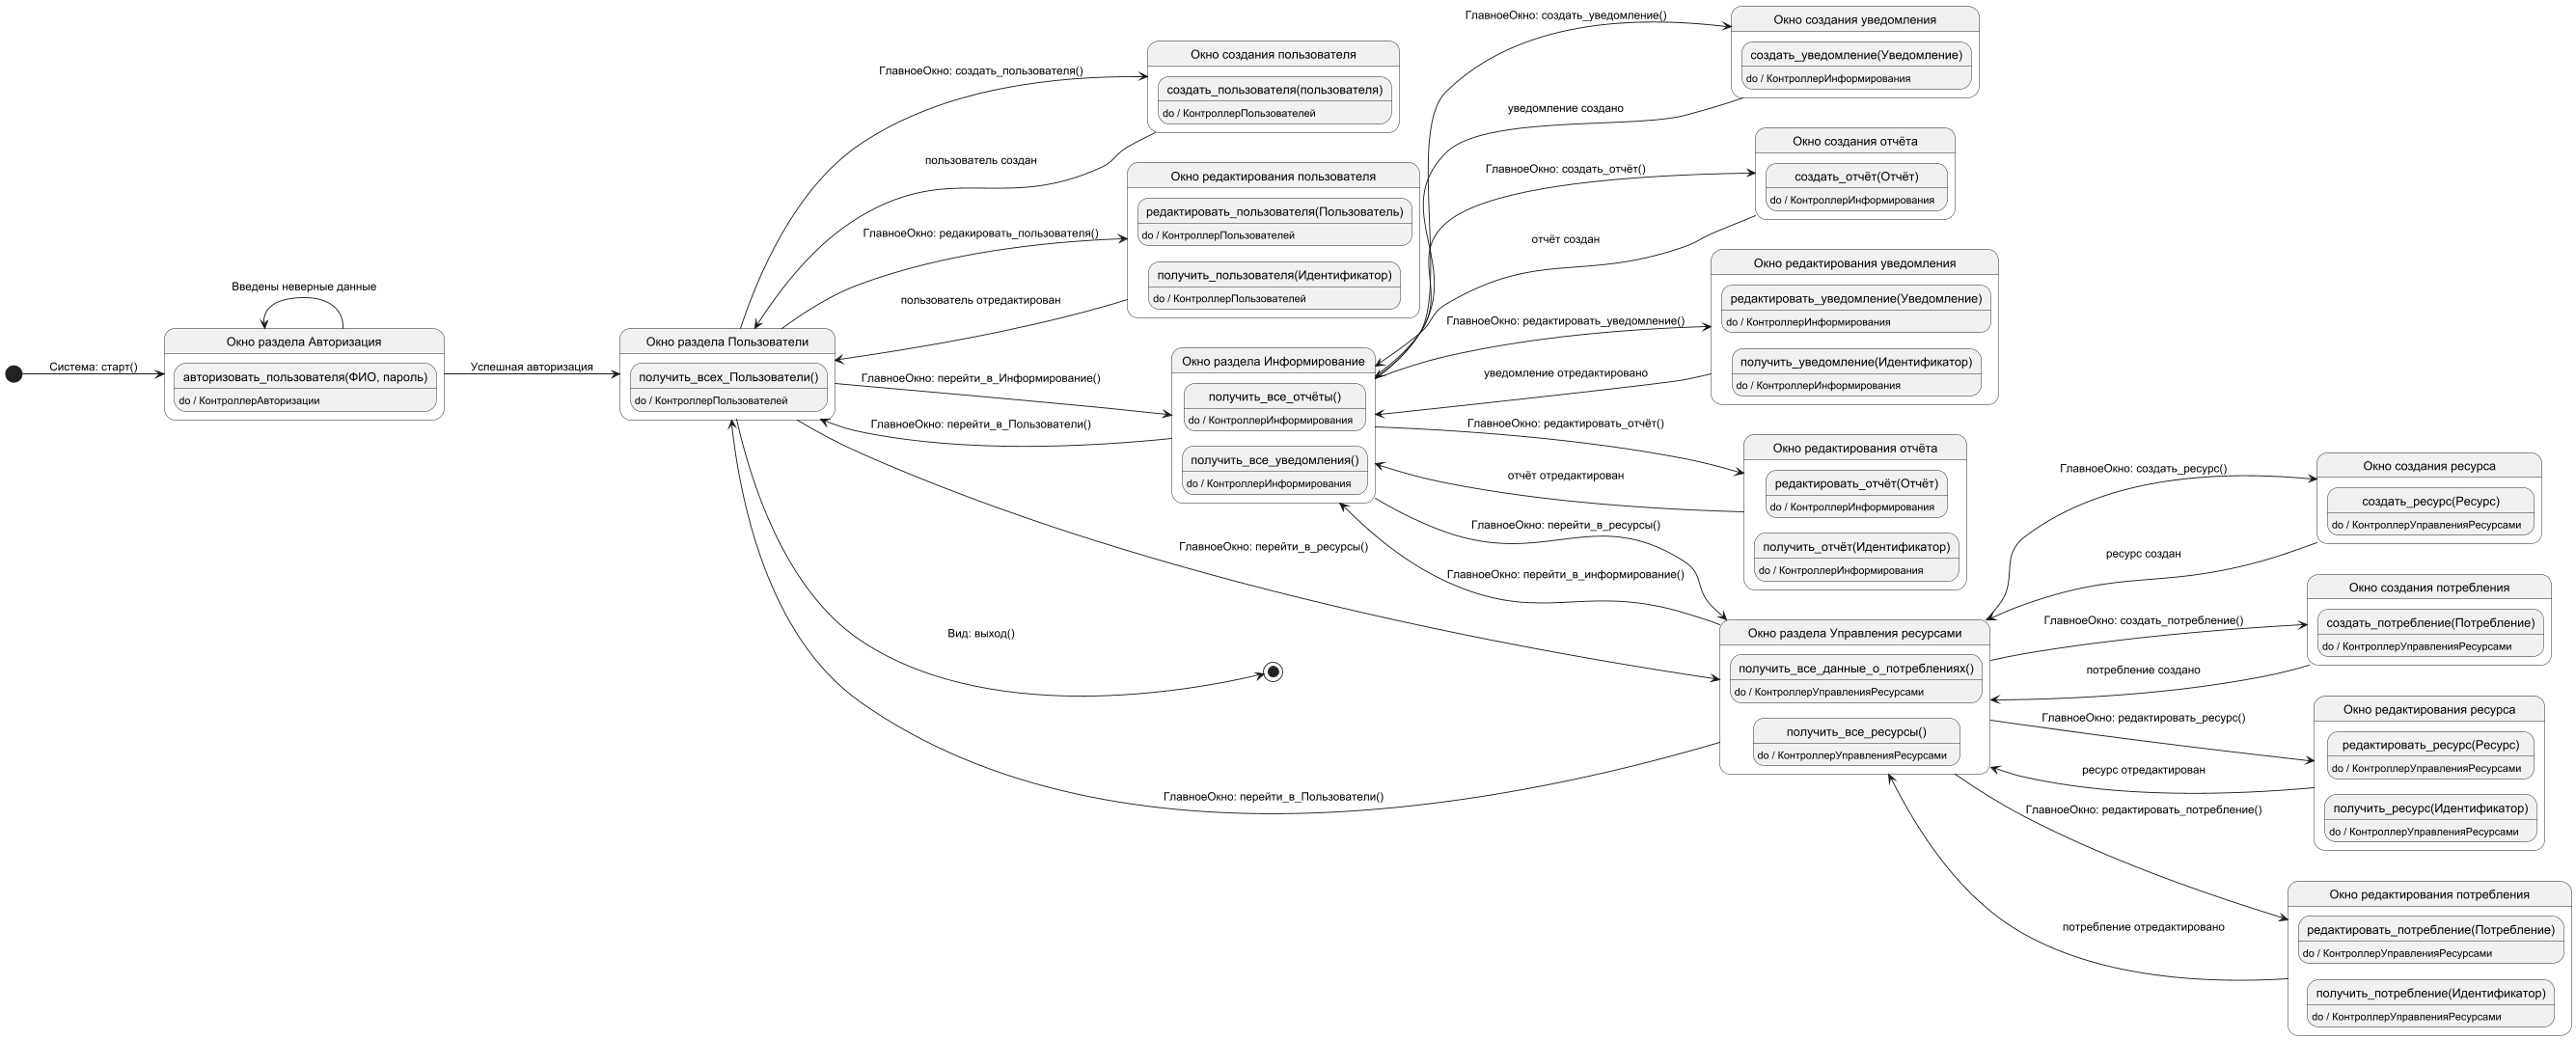 Система: старт()
Введены неверные данные
Окно раздела Авторизация
авторизовать_пользователя(ФИО, пароль)
do / КонтроллерАвторизации
Успешная авторизация
Окно раздела Пользователи
получить_всех_Пользователи()
do / КонтроллерПользователей
ГлавноеОкно: создать_пользователя()
Окно создания пользователя
создать_пользователя(пользователя)
do / КонтроллерПользователей
пользователь создан
ГлавноеОкно: редакировать_пользователя()
Окно редактирования пользователя
редактировать_пользователя(Пользователь)
do / КонтроллерПользователей
получить_пользователя(Идентификатор)
do / КонтроллерПользователей
пользователь отредактирован
ГлавноеОкно: перейти_в_Информирование()
ГлавноеОкно: перейти_в_Пользователи()
Окно раздела Информирование
получить_все_отчёты()
do / КонтроллерИнформирования
получить_все_уведомления()
do / КонтроллерИнформирования
ГлавноеОкно: создать_уведомление()
Окно создания уведомления
создать_уведомление(Уведомление)
do / КонтроллерИнформирования
уведомление создано
ГлавноеОкно: создать_отчёт()
Окно создания отчёта
создать_отчёт(Отчёт)
do / КонтроллерИнформирования
отчёт создан
ГлавноеОкно: редактировать_уведомление()
Окно редактирования уведомления
редактировать_уведомление(Уведомление)
do / КонтроллерИнформирования
получить_уведомление(Идентификатор)
do / КонтроллерИнформирования
уведомление отредактировано
ГлавноеОкно: редактировать_отчёт()
Окно редактирования отчёта
редактировать_отчёт(Отчёт)
do / КонтроллерИнформирования
получить_отчёт(Идентификатор)
do / КонтроллерИнформирования
отчёт отредактирован
ГлавноеОкно: перейти_в_ресурсы()
ГлавноеОкно: перейти_в_информирование()
ГлавноеОкно: перейти_в_ресурсы()
Вид: выход()
ГлавноеОкно: перейти_в_Пользователи()
Окно раздела Управления ресурсами
получить_все_данные_о_потреблениях()
do / КонтроллерУправленияРесурсами
получить_все_ресурсы()
do / КонтроллерУправленияРесурсами
ГлавноеОкно: создать_ресурс()
Окно создания ресурса
создать_ресурс(Ресурс)
do / КонтроллерУправленияРесурсами
ресурс создан
ГлавноеОкно: создать_потребление()
Окно создания потребления
создать_потребление(Потребление)
do / КонтроллерУправленияРесурсами
потребление создано
ГлавноеОкно: редактировать_ресурс()
Окно редактирования ресурса
редактировать_ресурс(Ресурс)
do / КонтроллерУправленияРесурсами
получить_ресурс(Идентификатор)
do / КонтроллерУправленияРесурсами
ресурс отредактирован
ГлавноеОкно: редактировать_потребление()
Окно редактирования потребления
редактировать_потребление(Потребление)
do / КонтроллерУправленияРесурсами
получить_потребление(Идентификатор)
do / КонтроллерУправленияРесурсами
потребление отредактировано